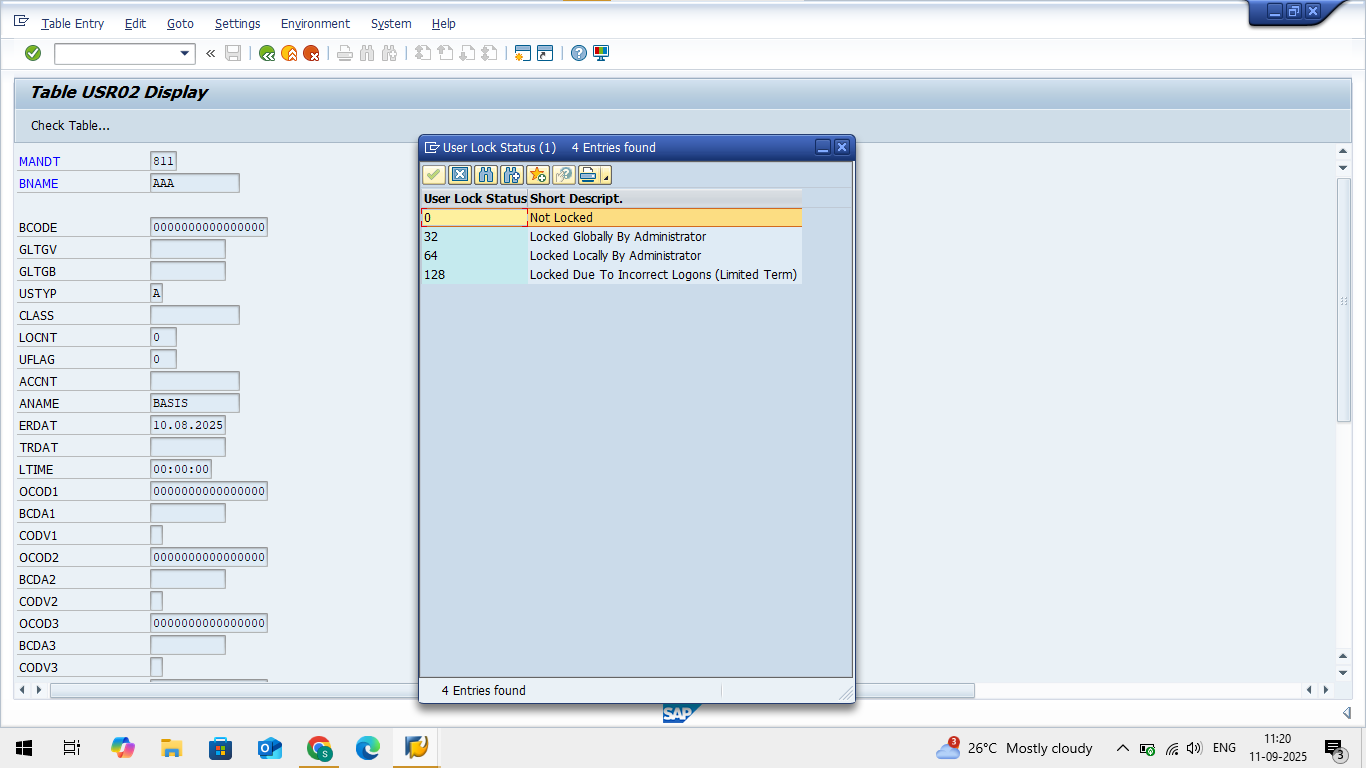 Table Entry Edit Goto Settings Environment System Help
Table USR02 Display
Check Table...
MANDT 811
BNAME AAA
BCODE 0000000000000000
GLTGV
GLTGB
USTYP A
CLASS
LOCNT 0
UFLAG 0
ACCNT
ANAME BASIS
ERDAT 10.08.2025
TRDAT
LTIME 00:00:00
OCOD1 0000000000000000
BCDA1
CODV1
OCOD2 0000000000000000
BCDA2
CODV2
OCOD3 0000000000000000
BCDA3
CODV3
User Lock Status (1) 4 Entries found
User Lock Status Short Descript.
0 Not Locked
32 Locked Globally By Administrator
64 Locked Locally By Administrator
128 Locked Due To Incorrect Logons (Limited Term)
4 Entries found
SAP
3 26°C Mostly cloudy ENG 11:20
11-09-2025 3